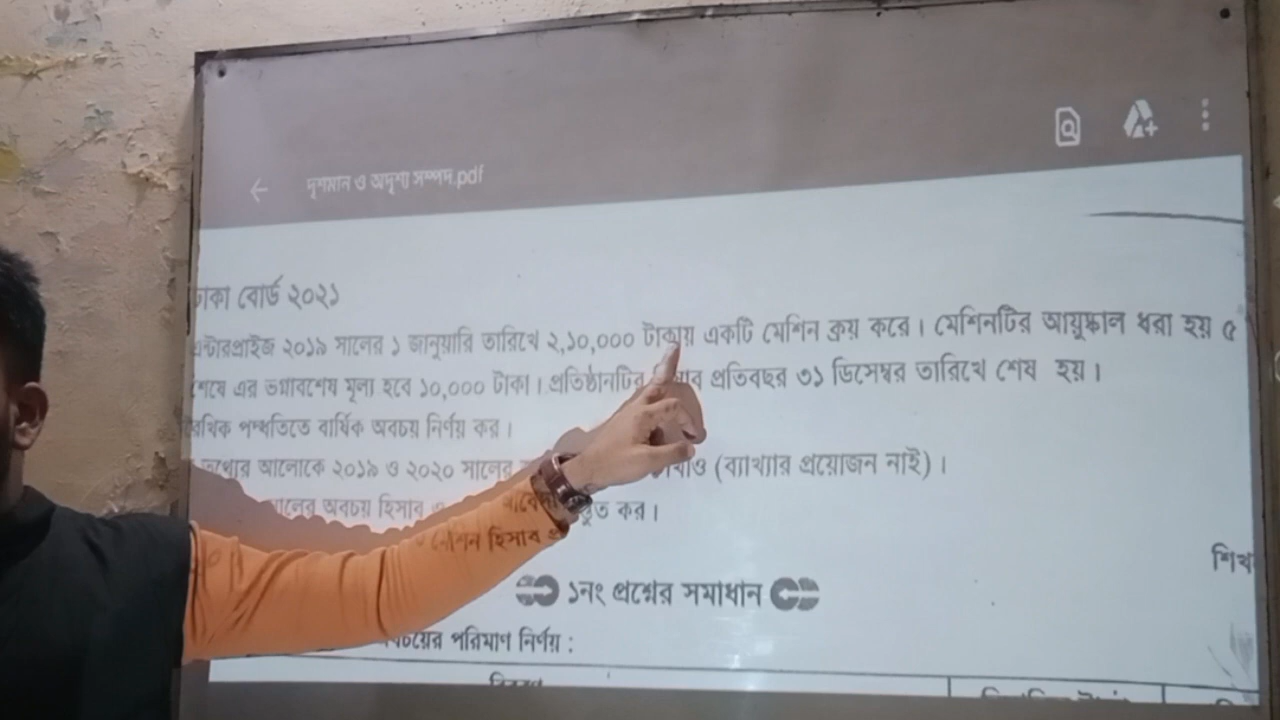 দৃশ্যমান ও অদৃশ্য সম্পদ.pdf
ঢাকা বোর্ড ২০২১
এন্টারপ্রাইজ ২০১৯ সালের ১ জানুয়ারি তারিখে ২,১০,০০০ টাকায় একটি মেশিন ক্রয় করে। মেশিনটির আয়ুষ্কাল ধরা হয় ৫
শেষে এর ভগ্নাবশেষ মূল্য হবে ১০,০০০ টাকা। প্রতিষ্ঠানটির প্রতিবছর ৩১ ডিসেম্বর তারিখে শেষ হয়।
পদ্ধতিতে বার্ষিক অবচয় নির্ণয় কর।
তথ্যের আলোকে ২০১৯ ও ২০২০ সালের (ব্যাখ্যার প্রয়োজন নাই)।
অবচয় হিসাব কর।
মেশিন হিসাব
১নং প্রশ্নের সমাধান
পরিমাণ নির্ণয় :